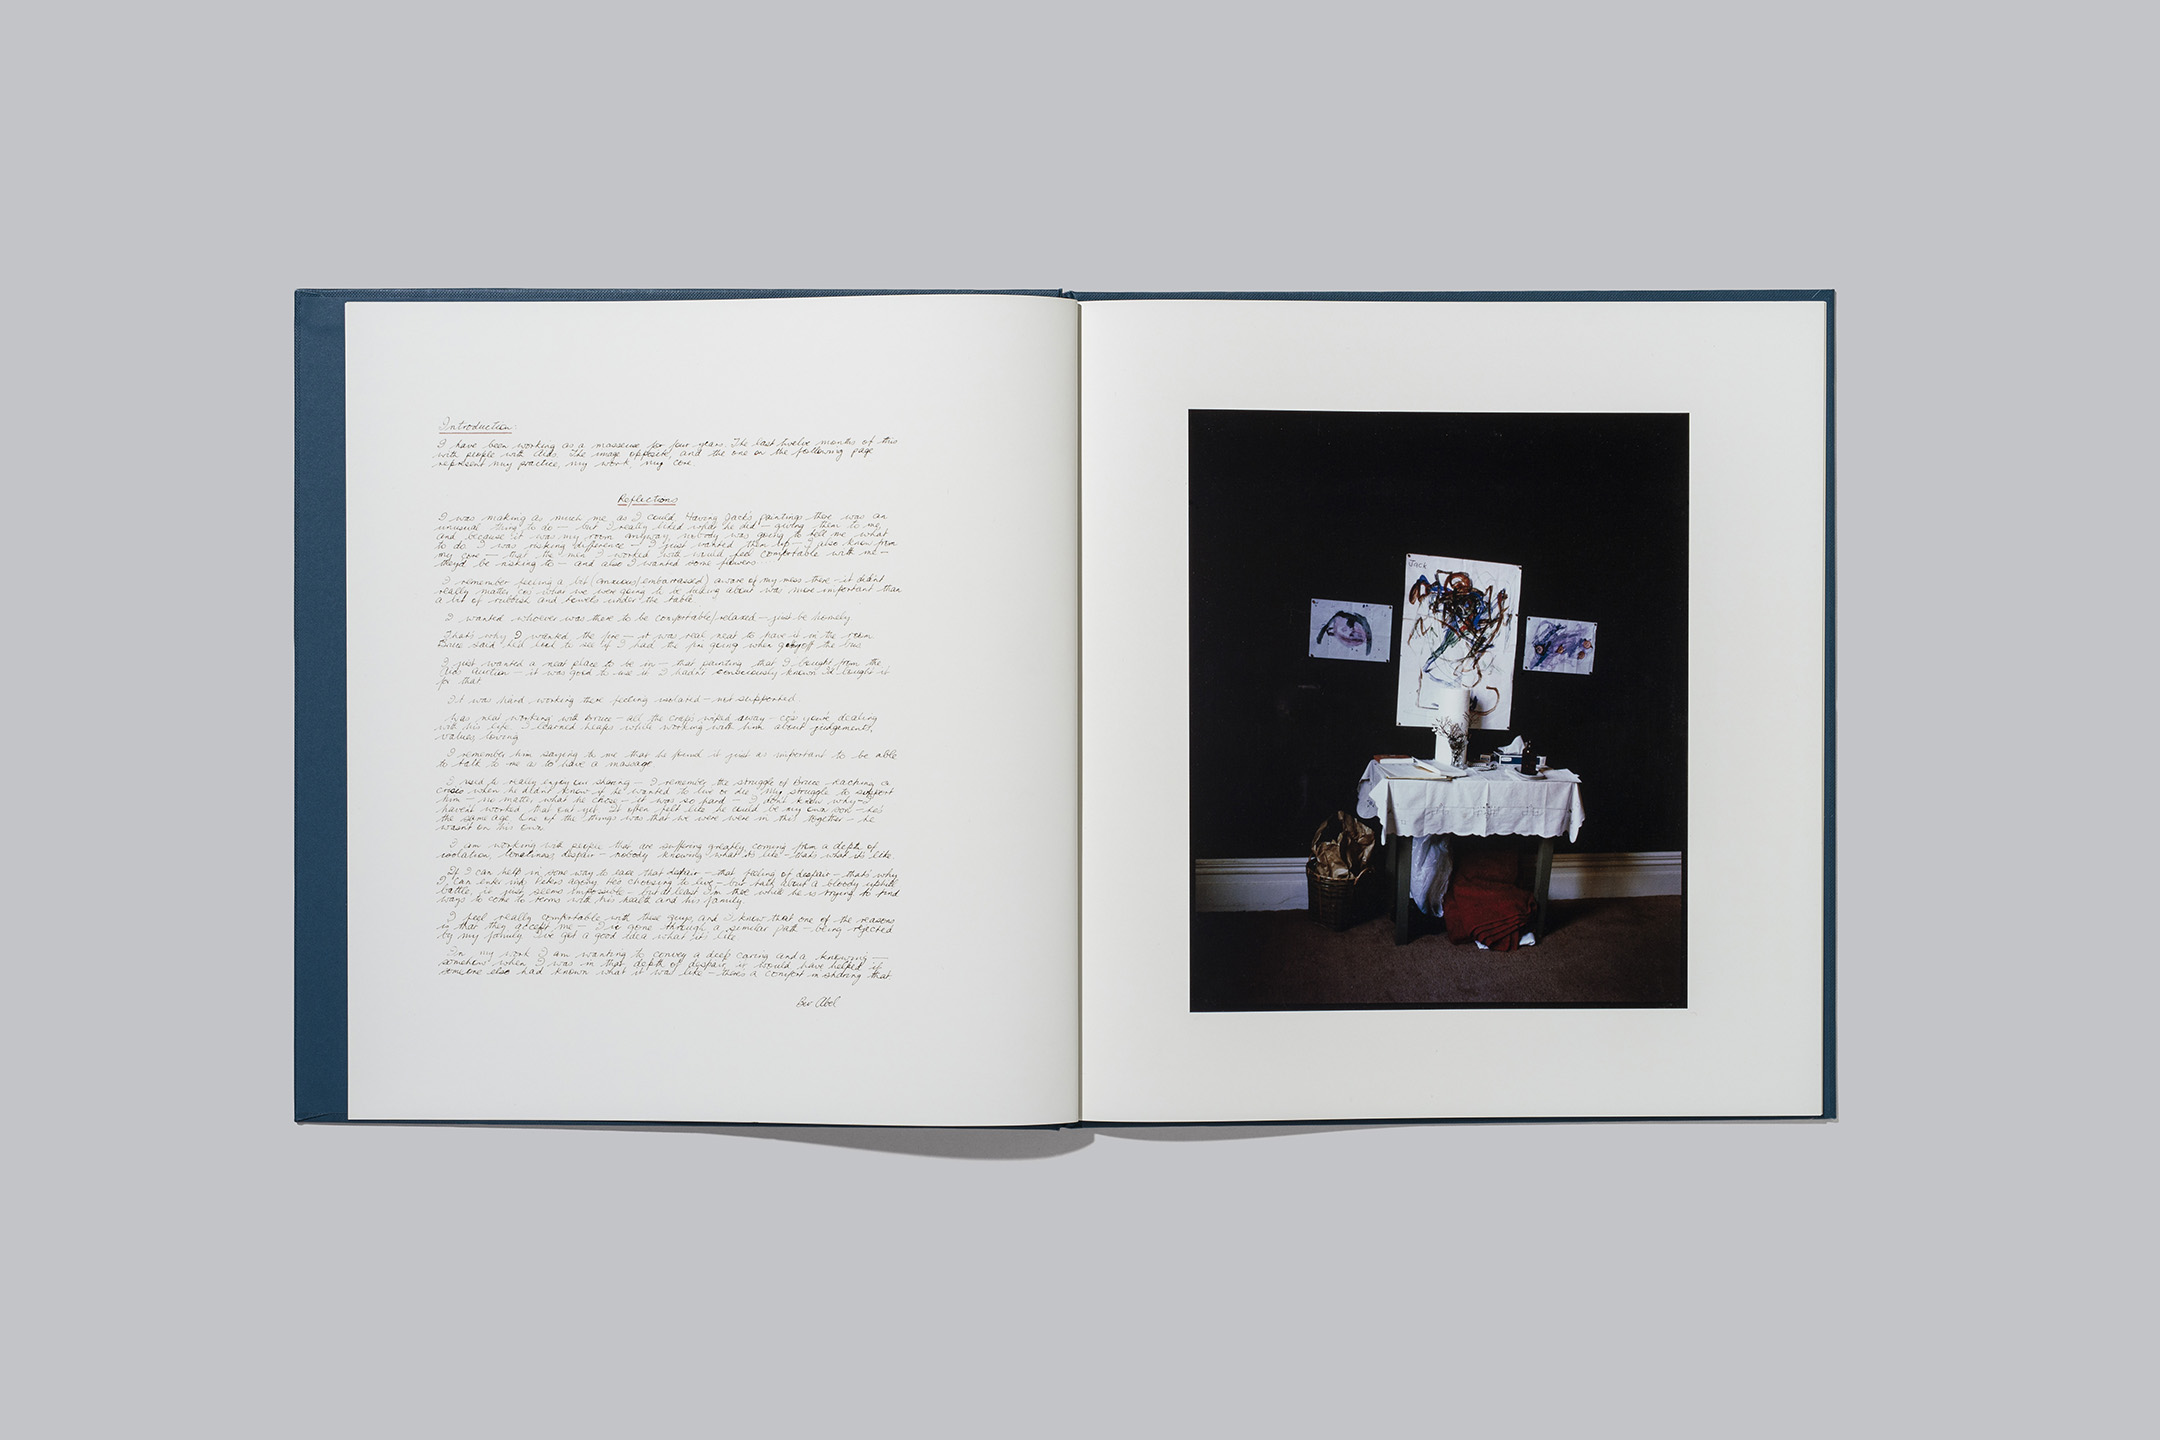 Introduction.
I have been working as a masseuse for four years. The last twelve months of this
with people with Aids. The image opposite, and the one on the following page
represent my practice, my work, my core
Reflections
I was making as much me as I could. Having Jack's paintings there was an
unusual thing to do — but I really liked what he did — giving them to me,
and because it was my room anyway nobody was going to tell me what
to do. I was risking difference — I just wanted them up — I also knew from
my core — that the men I worked with would feel comfortable with me —
they'd be risking to — and also I wanted some flowers
I remember feeling a bit (anxious/embarrassed) aware of my mess there — it didn't
really matter cos what we were going to be talking about was more important than
a bit of rubbish and towels under the table.
I wanted whoever was there to be comfortable/relaxed — just be homely
Thats why I wanted the fire — it was real neat to have it in the room
Bruce said he'd look to see if I had the fire going when off the bus
I just wanted a neat place to be in — that painting that I bought from the
Aids Auction — it was good to use it I hadn't consciously known I'd bought it
for that.
It was hard working there feeling isolated — not supported.
Was neat working with Bruce — all the crap wiped away — cos you're dealing
with his life. I learned heaps while working with him about judgement,
values loving
I remember him saying to me that he found it just as important to be able
to talk to me as to have a massage
I used to really enjoy our sharing — I remember the struggle of Bruce reaching a
crisis when he didnt know if he wanted to live or die. My struggle to support
him — no matter what he chose — it was so hard — I dont know why — I
havent worked that out yet. It often felt like he could be my own son — he's
the same age. One of the things was that we were were in this together — he
wasn't on his own.
I am working with people that are suffering greatly, coming from a depth of
isolation, loneliness, despair — nobody knowing what it's like — that's what it's like.
If I can help in some way to ease that despair — that feeling of despair — that's why
I can enter into Peters agony. He's choosing to live — but talk about a bloody uphill
battle, it just seems impossible — but at least I'm there while he is trying to find
ways to come to terms with his health and his family.
I feel really comfortable with these guys, and I know that one of the reasons
is that they accept me — I've gone through a similar path — being rejected
by my family. I've got a good idea what its like
In my work I am wanting to convey a deep caring and a knowing —
somehow when I was in that depth of despair it would have helped if
someone else had known what it was like — theres a comfort in sharing that.
Bev Abel
Jack